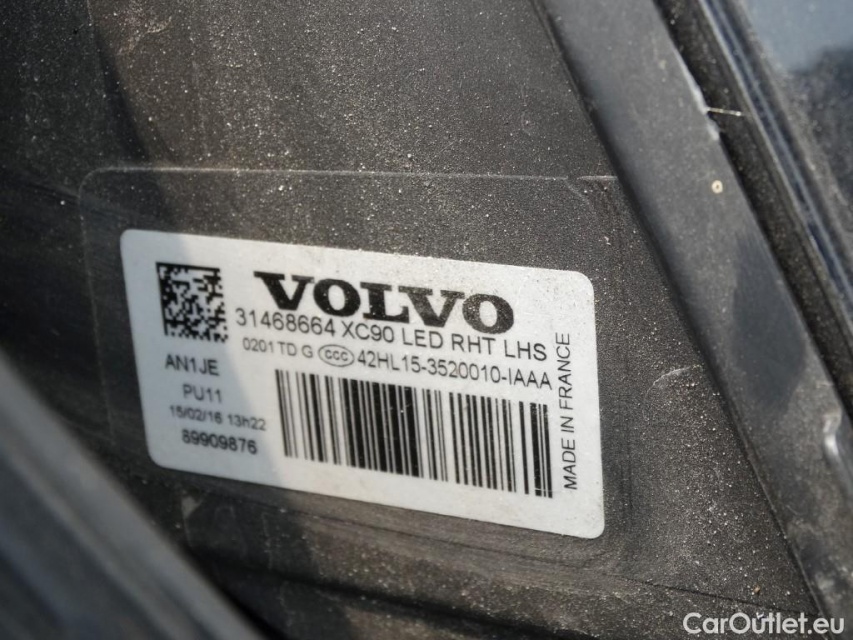 VOLVO
31468664 XC90 LED RHT LHS
0201 TD G CCC 42HL15-3520010-IAAA
AN1JE
PU11
15/02/16 13h22
89909876
MADE IN FRANCE
CarOutlet.eu